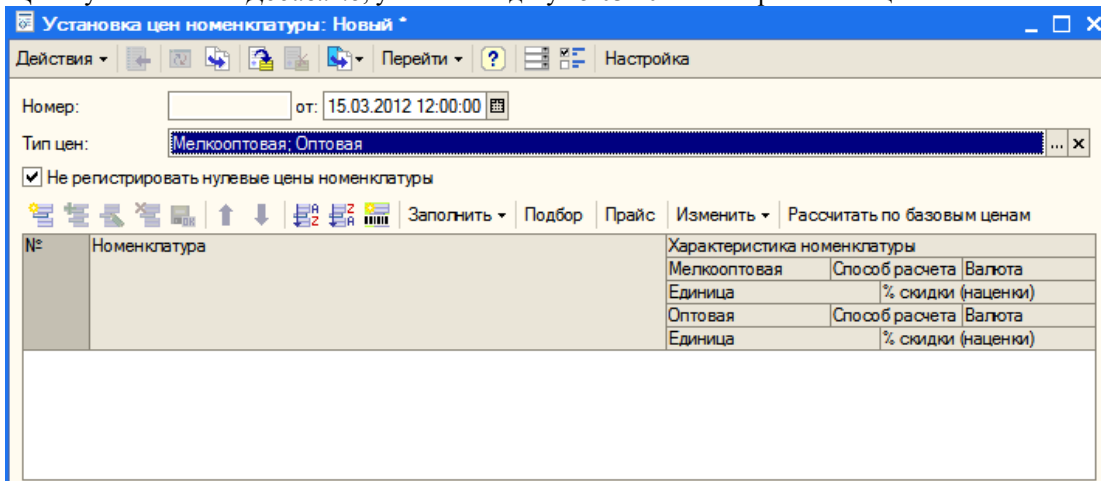 Установка цен номенклатуры: Новый *
Действия Перейти ? Настройка
Номер: от: 15.03.2012 12:00:00
Тип цен: Мелкооптовая; Оптовая ... x
Не регистрировать нулевые цены номенклатуры
Заполнить Подбор Прайс Изменить Рассчитать по базовым ценам
№ Номенклатура Характеристика номенклатуры
Мелкооптовая Способ расчета Валюта
Единица % скидки (наценки)
Оптовая Способ расчета Валюта
Единица % скидки (наценки)